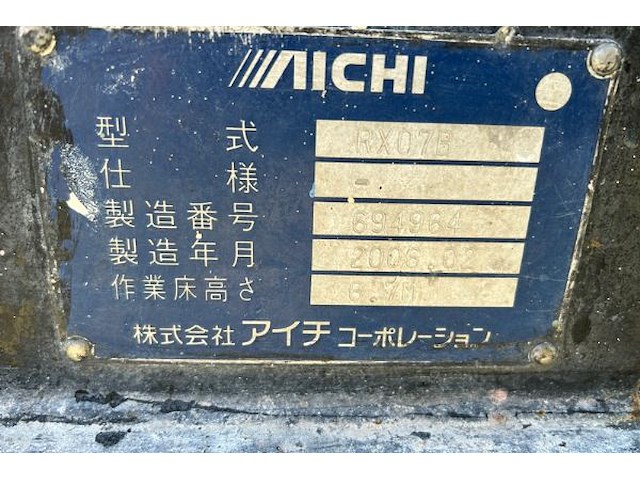 AICHI
型式 RX07B
仕様 -
製造番号 694964
製造年月 2006.02
作業床高さ
株式会社 アイチ コーポレーション